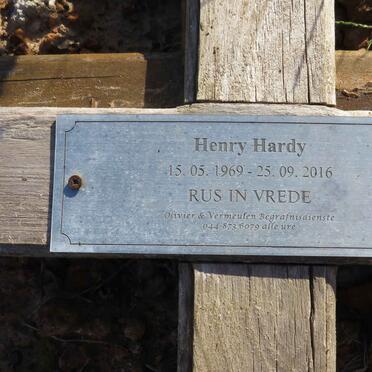 Henry Hardy
15. 05. 1969 - 25. 09. 2016
RUS IN VREDE
Olivier & Vermeulen Begrafnisdienste
044 873 6079 alle ure